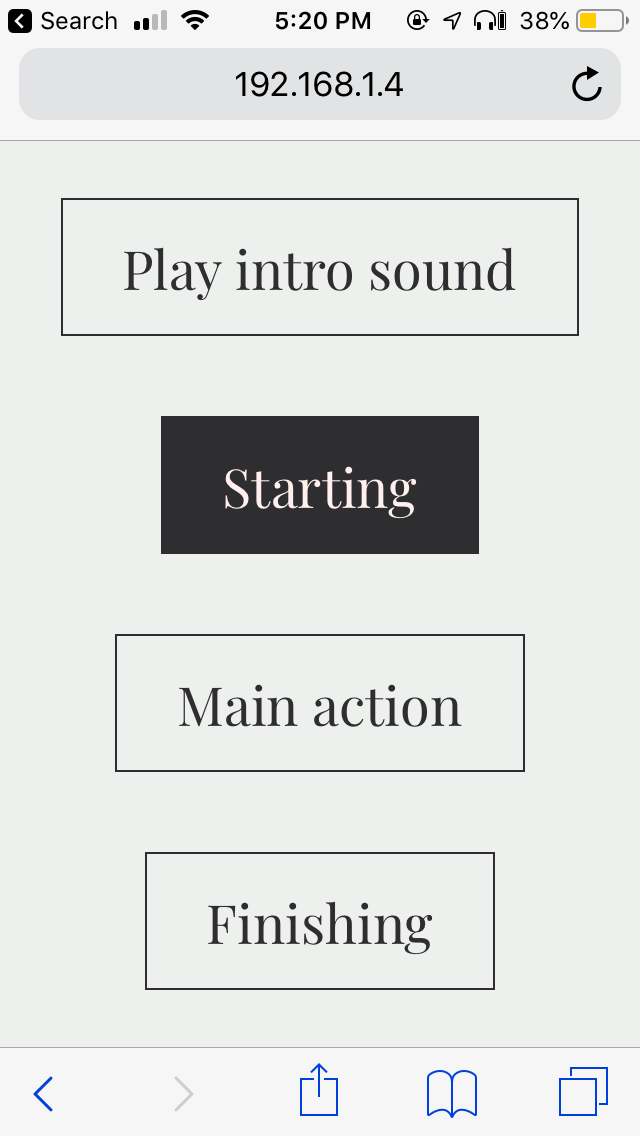 Search 5:20 PM 38%
192.168.1.4
Play intro sound
Starting
Main action
Finishing